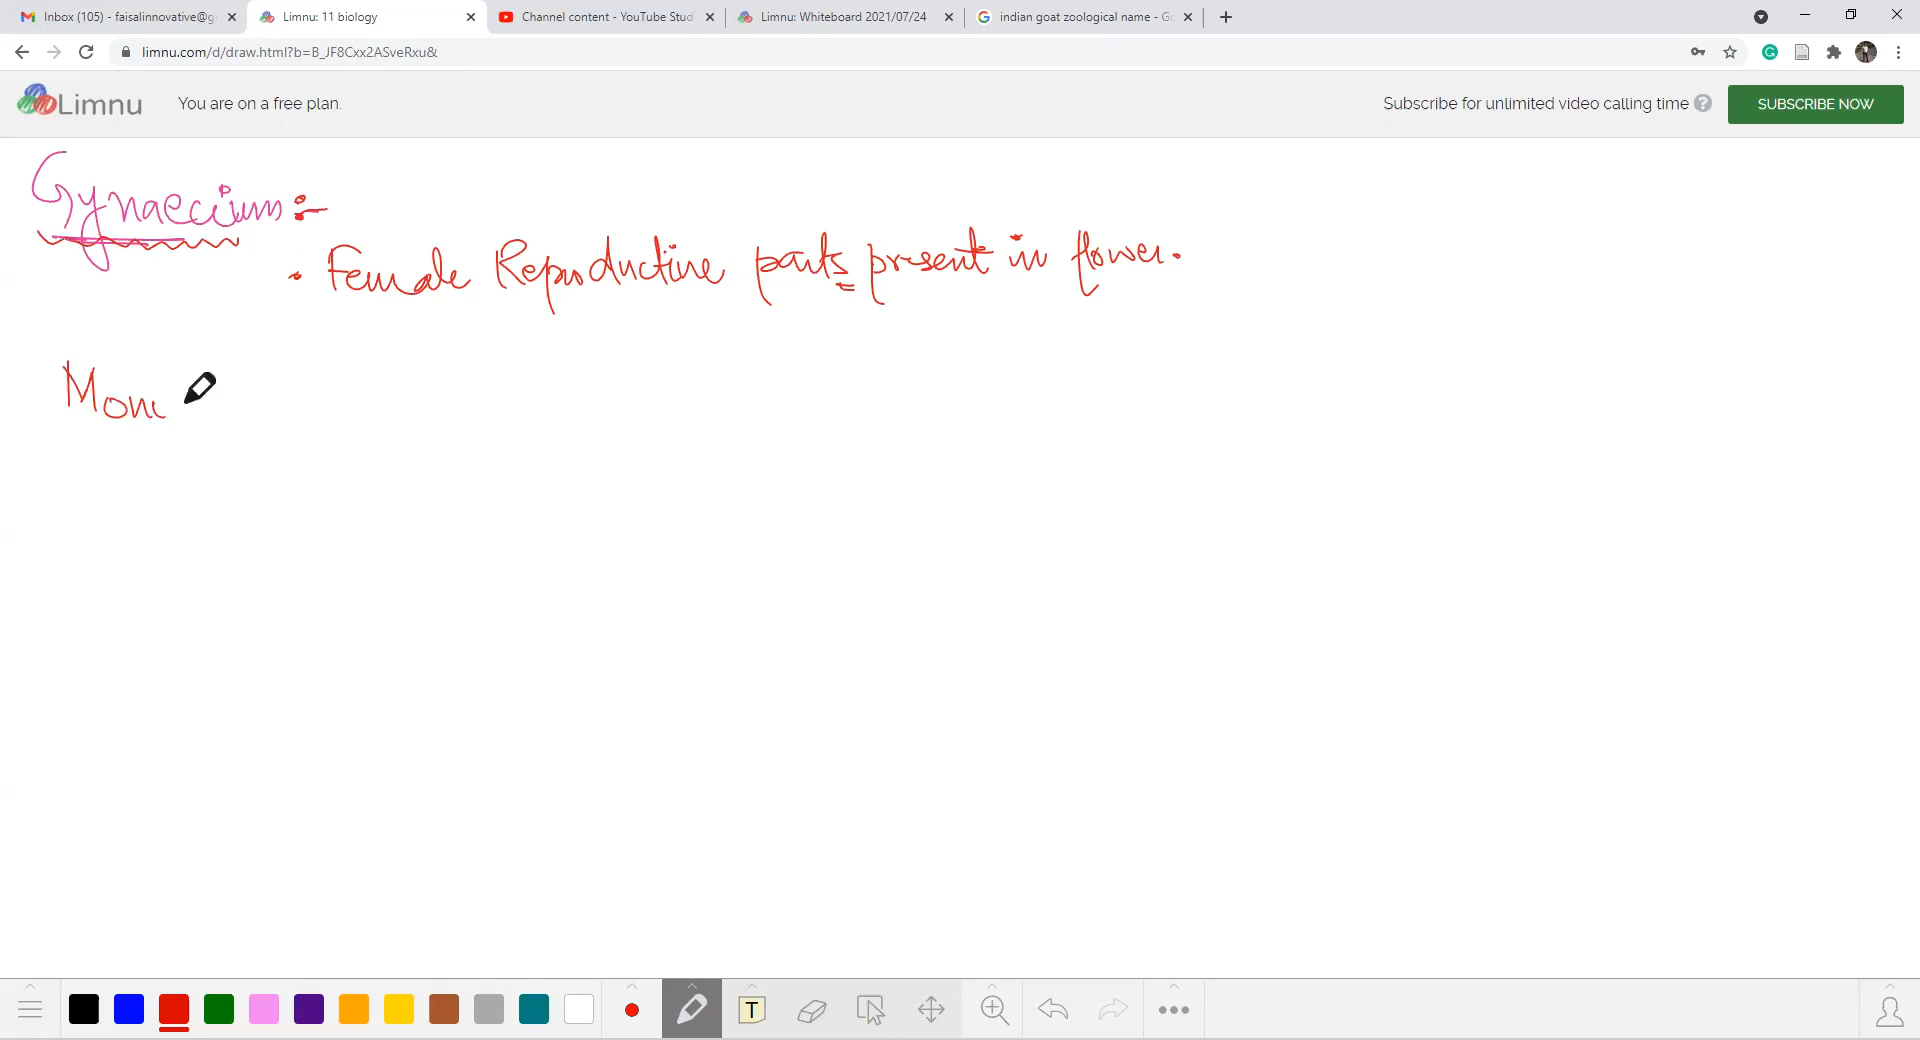 Inbox (105) - faisalinnovative@g
Limnu: 11 biology
Channel content - YouTube Stud
Limnu: Whiteboard 2021/07/24
indian goat zoological name - Go
limnu.com/d/draw.html?b=B_JF8Cxx2ASveRxu&
Limnu
You are on a free plan.
Subscribe for unlimited video calling time ?
SUBSCRIBE NOW
Gynaecium :-
• Female Reproductive parts present in flower.
Mono
T